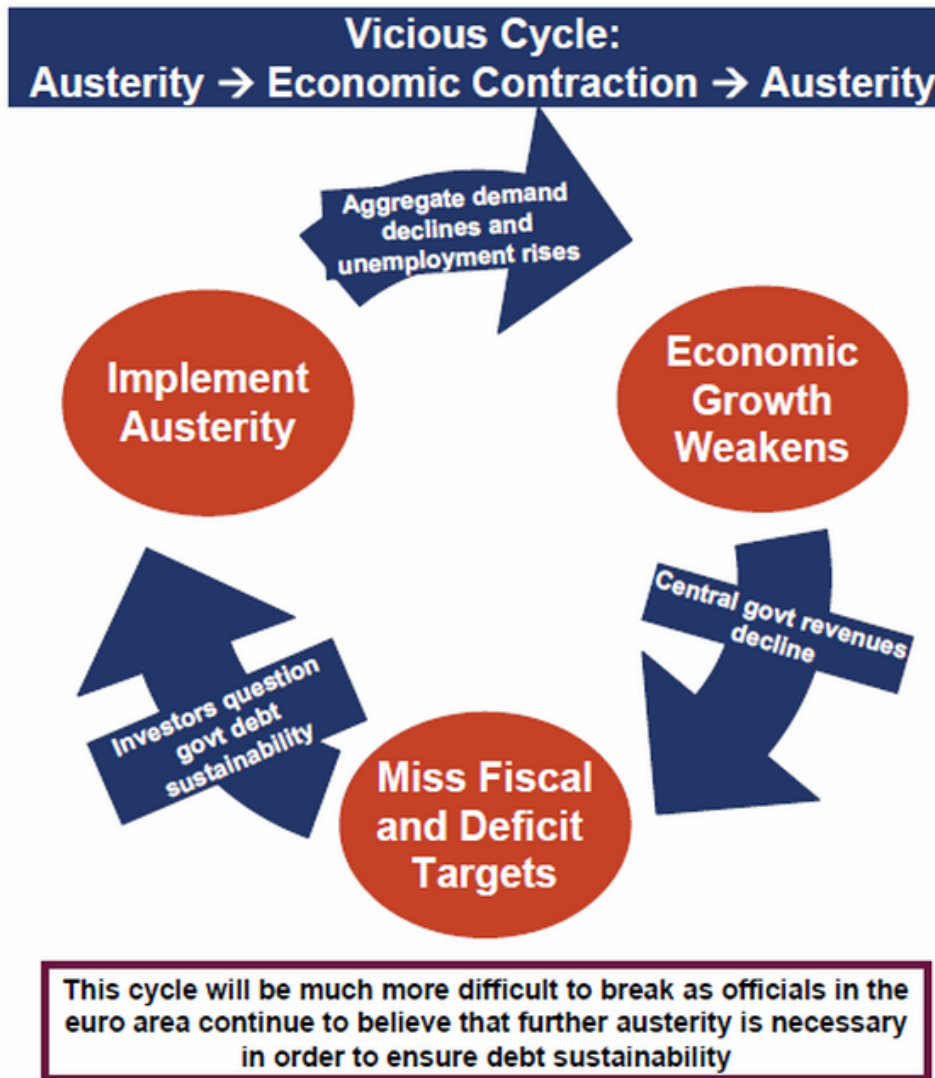 Vicious Cycle:
Austerity → Economic Contraction → Austerity
Aggregate demand
declines and
unemployment rises
Implement
Austerity
Economic
Growth
Weakens
Central govt revenues
decline
Investors question
govt debt
sustainability
Miss Fiscal
and Deficit
Targets
This cycle will be much more difficult to break as officials in the
euro area continue to believe that further austerity is necessary
in order to ensure debt sustainability